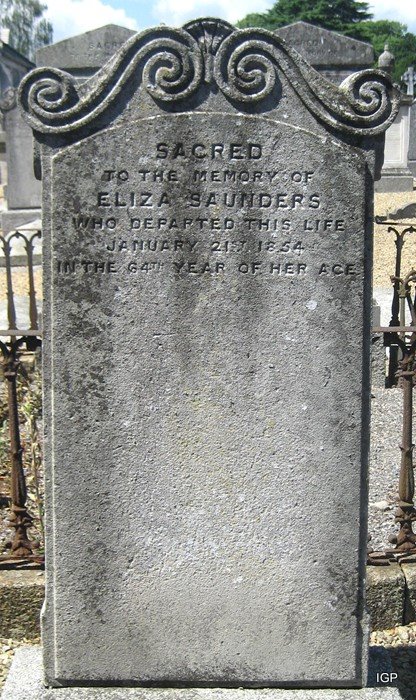 SACRED
TO THE MEMORY OF
ELIZA SAUNDERS
WHO DEPARTED THIS LIFE
JANUARY 21ST 1854
IN THE 64TH YEAR OF HER AGE
IGP